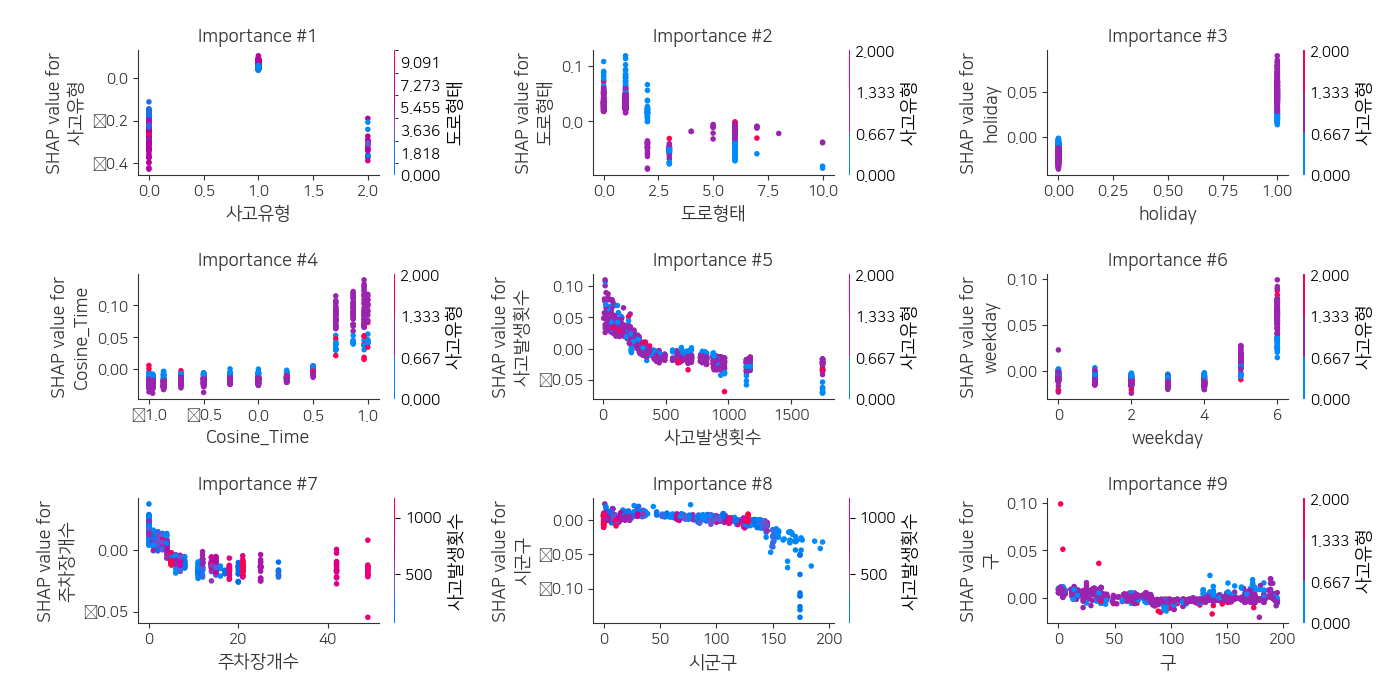 Importance #1
SHAP value for
사고유형
0.0
0.2
0.4
0.0 0.5 1.0 1.5 2.0
사고유형
9.091
7.273
5.455
3.636
1.818
0.000
도로형태
Importance #2
SHAP value for
도로형태
0.1
0.0
0.0 2.5 5.0 7.5 10.0
도로형태
2.000
1.333
0.667
0.000
사고유형
Importance #3
SHAP value for
holiday
0.05
0.00
0.00 0.25 0.50 0.75 1.00
holiday
2.000
1.333
0.667
0.000
사고유형
Importance #4
SHAP value for
Cosine_Time
0.10
0.05
0.00
1.0 0.5 0.0 0.5 1.0
Cosine_Time
2.000
1.333
0.667
0.000
사고유형
Importance #5
SHAP value for
사고발생횟수
0.10
0.05
0.00
0.05
0 500 1000 1500
사고발생횟수
2.000
1.333
0.667
0.000
사고유형
Importance #6
SHAP value for
weekday
0.10
0.05
0.00
0 2 4 6
weekday
2.000
1.333
0.667
0.000
사고유형
Importance #7
SHAP value for
주차장개수
0.00
0.05
0 20 40
주차장개수
1000
500
사고발생횟수
Importance #8
SHAP value for
시군구
0.00
0.05
0.10
0 50 100 150 200
시군구
1000
500
사고발생횟수
Importance #9
SHAP value for
구
0.10
0.05
0.00
0 50 100 150 200
구
2.000
1.333
0.667
0.000
사고유형